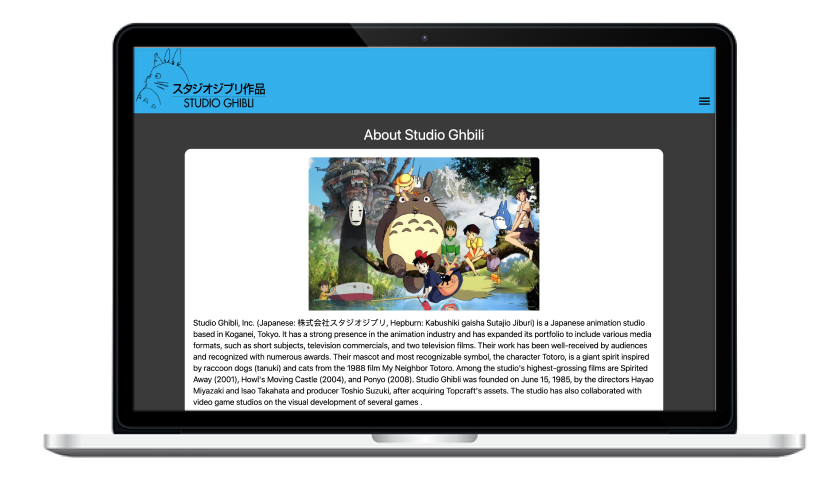 スタジオジブリ作品
STUDIO GHIBLI
About Studio Ghbili
Studio Ghibli, Inc. (Japanese: 株式会社スタジオジブリ, Hepburn: Kabushiki gaisha Sutajio Jiburi) is a Japanese animation studio
based in Koganei, Tokyo. It has a strong presence in the animation industry and has expanded its portfolio to include various media
formats, such as short subjects, television commercials, and two television films. Their work has been well-received by audiences
and recognized with numerous awards. Their mascot and most recognizable symbol, the character Totoro, is a giant spirit inspired
by raccoon dogs (tanuki) and cats from the 1988 film My Neighbor Totoro. Among the studio's highest-grossing films are Spirited
Away (2001), Howl's Moving Castle (2004), and Ponyo (2008). Studio Ghibli was founded on June 15, 1985, by the directors Hayao
Miyazaki and Isao Takahata and producer Toshio Suzuki, after acquiring Topcraft's assets. The studio has also collaborated with
video game studios on the visual development of several games .